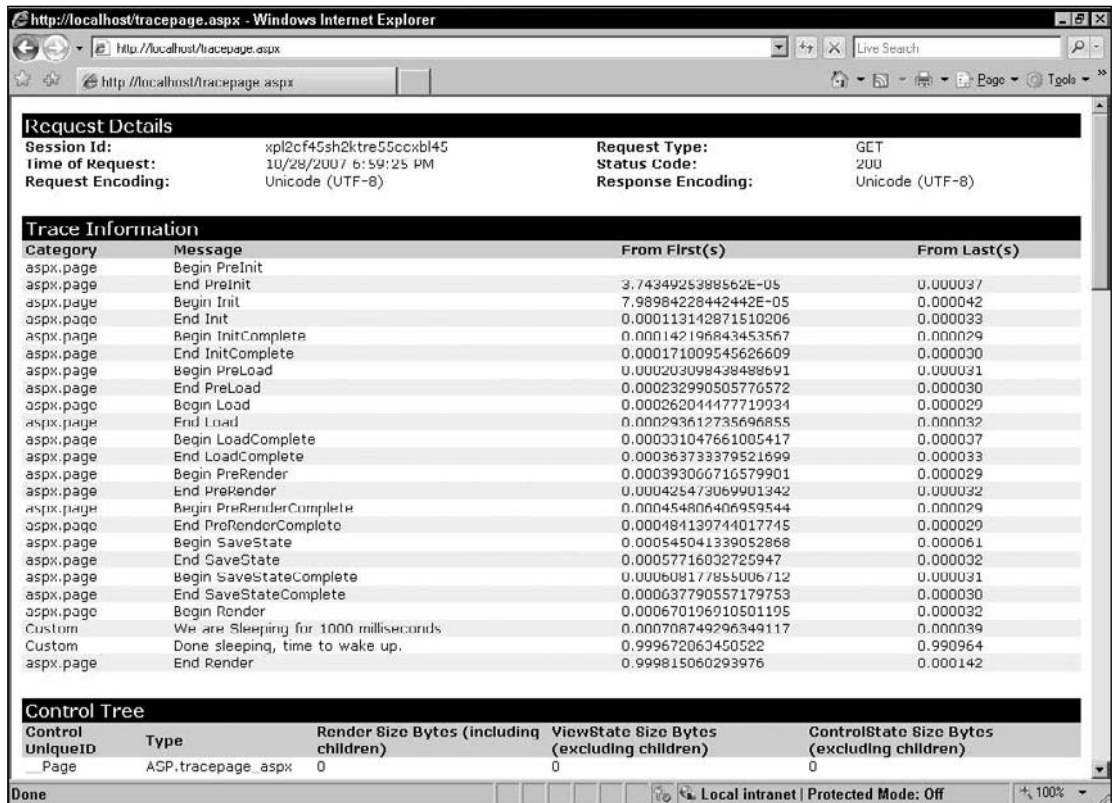 http://localhost/tracepage.aspx - Windows Internet Explorer
http://localhost/tracepage.aspx
Live Search
http://localhost/tracepage.aspx
Page Tools
Request Details
Session Id: xpl2cf45sh2ktre55ccxbl45 Request Type: GET
Time of Request: 10/28/2007 6:59:25 PM Status Code: 200
Request Encoding: Unicode (UTF-8) Response Encoding: Unicode (UTF-8)
Trace Information
Category Message From First(s) From Last(s)
aspx.page Begin PreInit
aspx.page End PreInit 3.7434925388562E-05 0.000037
aspx.page Begin Init 7.98984228442442E-05 0.000042
aspx.page End Init 0.000113142871510206 0.000033
aspx.page Begin InitComplete 0.000142196843453567 0.000029
aspx.page End InitComplete 0.000171009545626609 0.000030
aspx.page Begin PreLoad 0.000203098438488691 0.000031
aspx.page End PreLoad 0.000232990505776572 0.000030
aspx.page Begin Load 0.000262044477719934 0.000029
aspx.page End Load 0.000293612735696855 0.000032
aspx.page Begin LoadComplete 0.000331047661085417 0.000037
aspx.page End LoadComplete 0.000363733379521699 0.000033
aspx.page Begin PreRender 0.000393066716579901 0.000029
aspx.page End PreRender 0.000425473069901342 0.000032
aspx.page Begin PreRenderComplete 0.000454806406959544 0.000029
aspx.page End PreRenderComplete 0.000484139744017745 0.000029
aspx.page Begin SaveState 0.000545041339052868 0.000061
aspx.page End SaveState 0.00057716032725947 0.000032
aspx.page Begin SaveStateComplete 0.000608177855006712 0.000031
aspx.page End SaveStateComplete 0.000637790557179753 0.000030
aspx.page Begin Render 0.000670196910501195 0.000032
Custom We are Sleeping for 1000 milliseconds 0.000708749296349117 0.000039
Custom Done sleeping, time to wake up. 0.999672063450522 0.998964
aspx.page End Render 0.999815060293976 0.000142
Control Tree
Control UniqueID Type Render Size Bytes (including children) ViewState Size Bytes (excluding children) ControlState Size Bytes (excluding children)
__Page ASP.tracepage_aspx 0 0 0
Done Local intranet | Protected Mode: Off 100%